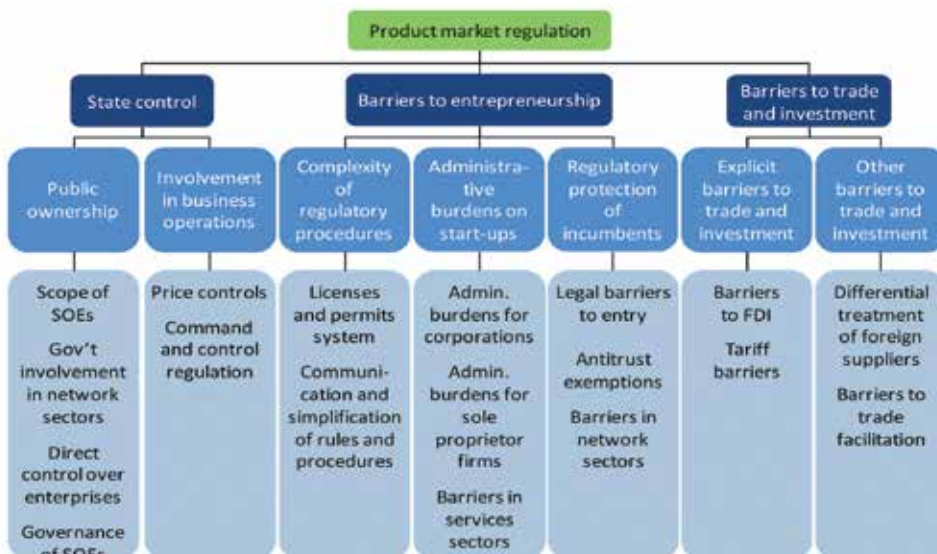 Product market regulation
State control
Barriers to entrepreneurship
Barriers to trade
and investment
Public
ownership
Involvement
in business
operations
Complexity
of
regulatory
procedures
Administra-
tive
burdens on
start-ups
Regulatory
protection
of
incumbents
Explicit
barriers to
trade and
investment
Other
barriers to
trade and
investment
Scope of
SOEs
Gov't
involvement
in network
sectors
Direct
control over
enterprises
Governance
of SOEs
Price controls
Command
and control
regulation
Licenses
and permits
system
Communi-
cation and
simplification
of rules and
procedures
Admin.
burdens for
corporations
Admin.
burdens for
sole
proprietor
firms
Barriers in
services
sectors
Legal barriers
to entry
Antitrust
exemptions
Barriers in
network
sectors
Barriers
to FDI
Tariff
barriers
Differential
treatment
of foreign
suppliers
Barriers to
trade
facilitation